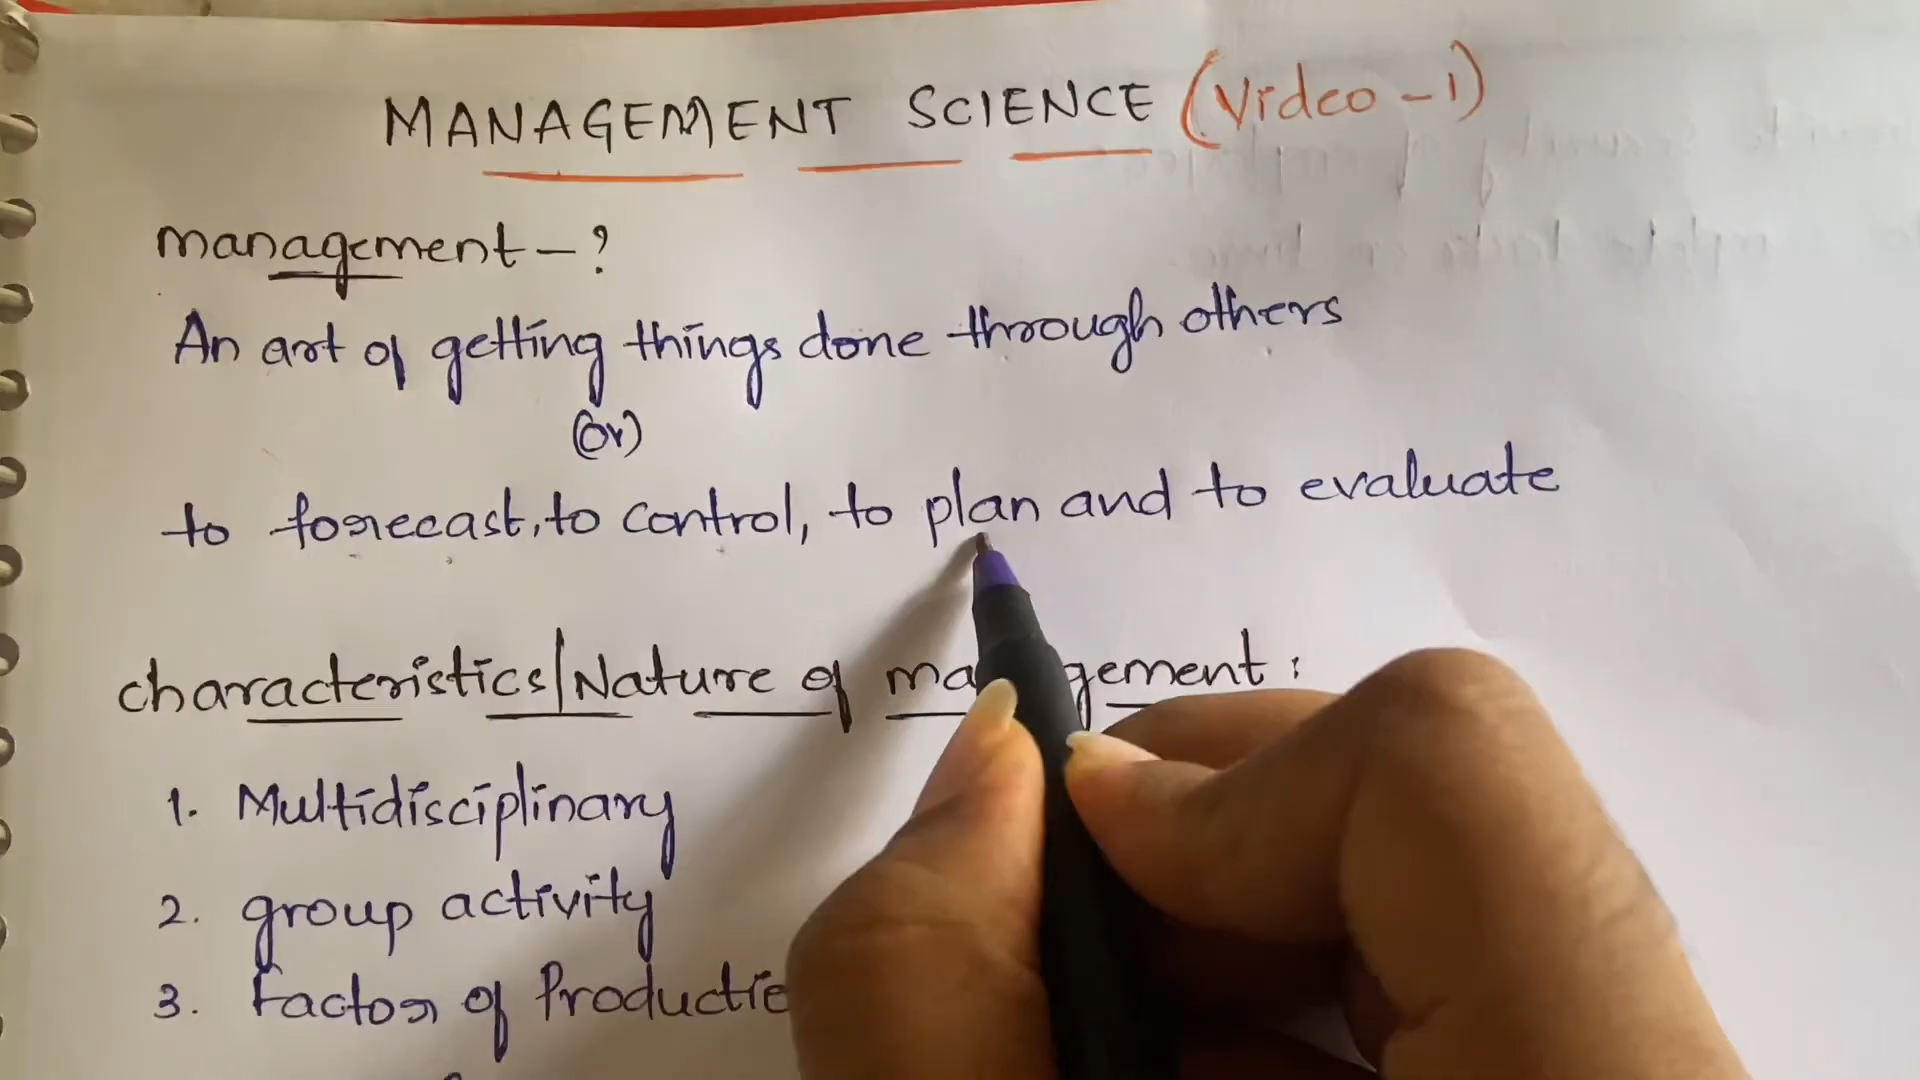 MANAGEMENT SCIENCE (Video - 1)
management - ?
An art of getting things done through others
(or)
to forecast, to control, to plan and to evaluate
characteristics/Nature of management:
1. Multidisciplinary
2. group activity
3. Factor of Productio